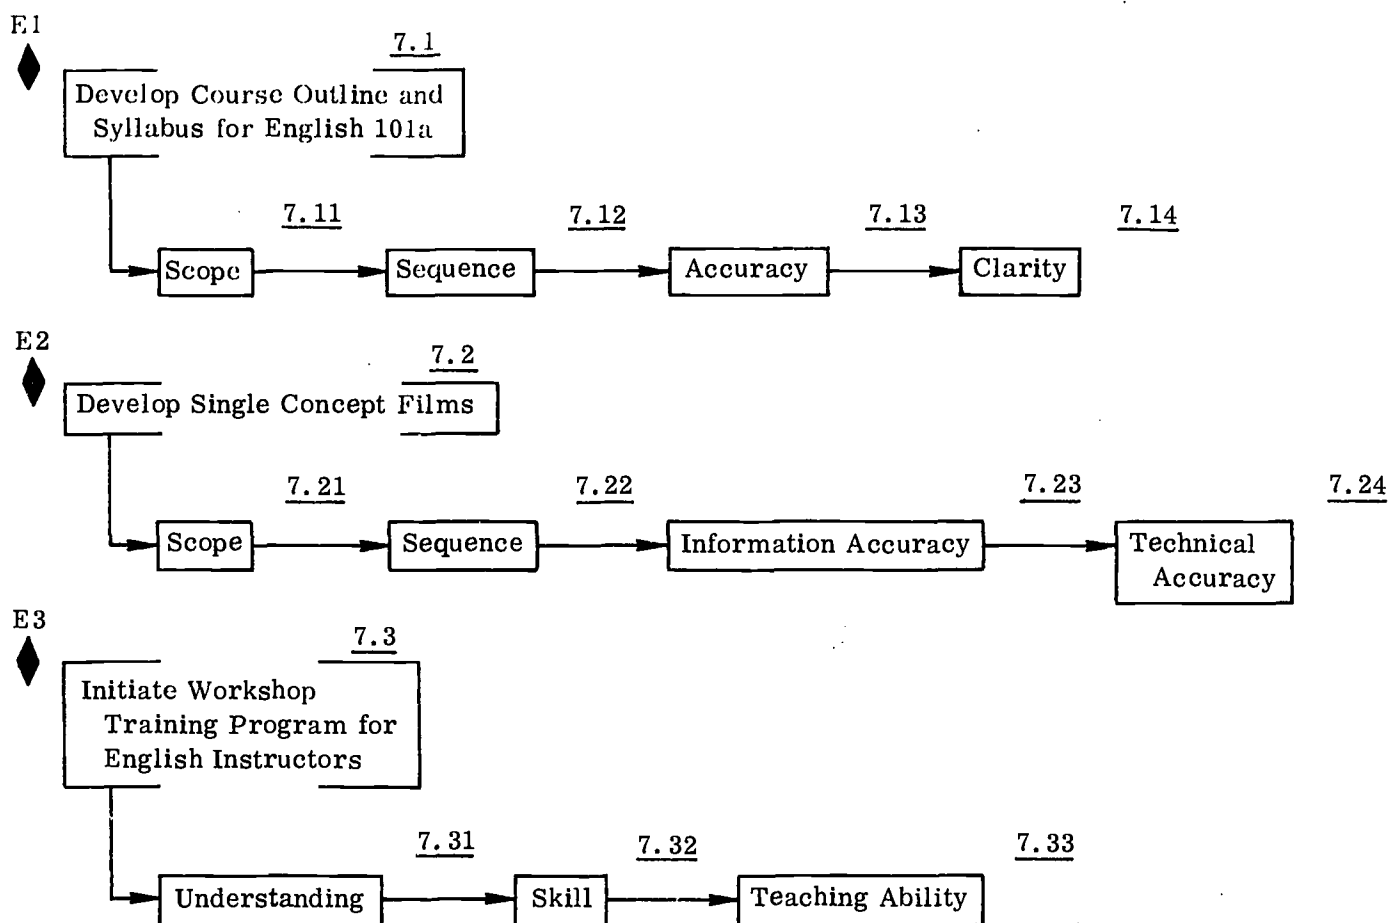 E1
7.1
Develop Course Outline and
Syllabus for English 101a
7.11 7.12 7.13 7.14
Scope Sequence Accuracy Clarity
E2
7.2
Develop Single Concept Films
7.21 7.22 7.23 7.24
Scope Sequence Information Accuracy Technical
Accuracy
E3
7.3
Initiate Workshop
Training Program for
English Instructors
7.31 7.32 7.33
Understanding Skill Teaching Ability